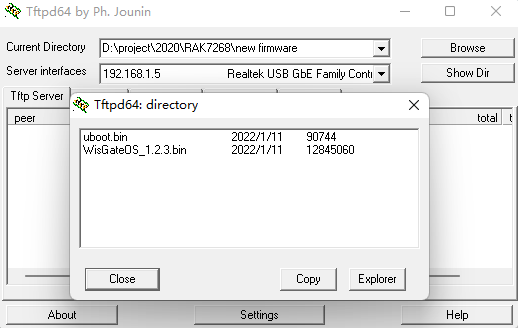 Tftpd64 by Ph. Jounin
Current Directory D:\project\2020\RAK7268\new firmware Browse
Server interfaces 192.168.1.5 Realtek USB GbE Family Contr Show Dir
Tftp Server
peer total t
Tftpd64: directory
uboot.bin 2022/1/11 90744
WisGateOS_1.2.3.bin 2022/1/11 12845060
Close Copy Explorer
About Settings Help